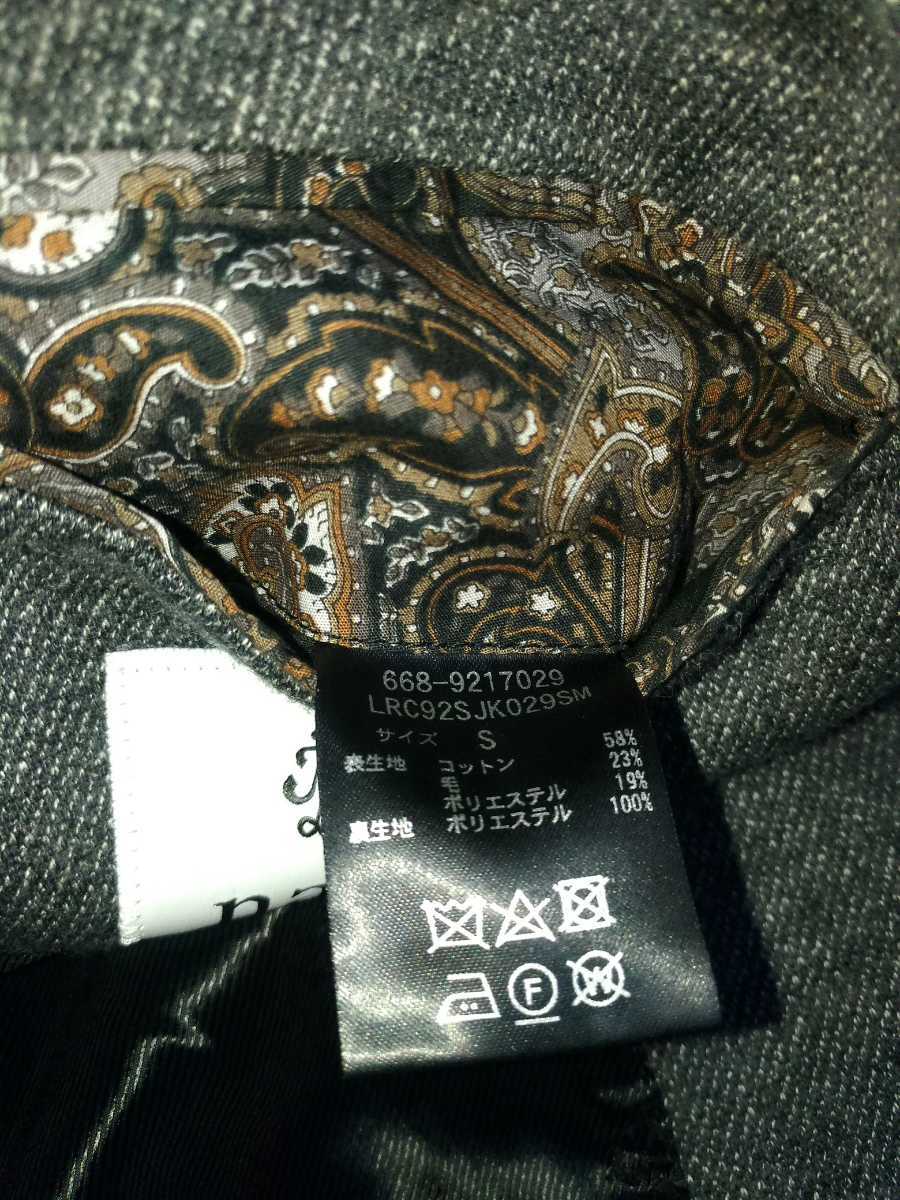 668-9217029
LRC92SJK029SM
サイズ S
表生地 コットン 58%
毛 23%
ポリエステル 19%
裏生地 ポリエステル 100%
F
W
&